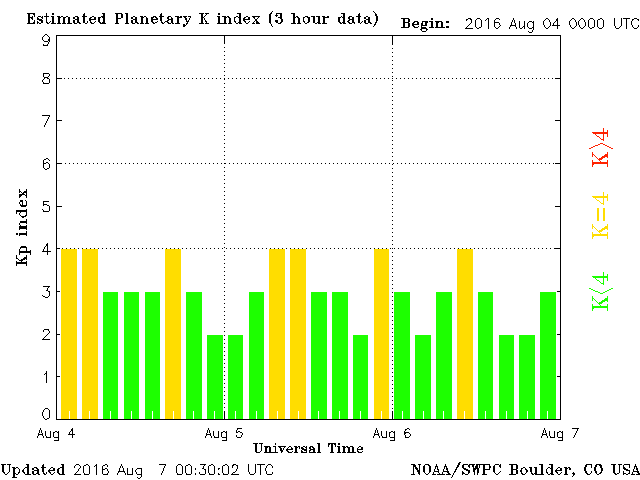 Estimated Planetary K index (3 hour data) Begin: 2016 Aug 04 0000 UTC
9
8
7
6
5
4
3
2
1
0
Kp index
K>4
K=4
K<4
Aug 4 Aug 5 Aug 6 Aug 7
Universal Time
Updated 2016 Aug 7 00:30:02 UTC NOAA/SWPC Boulder, CO USA